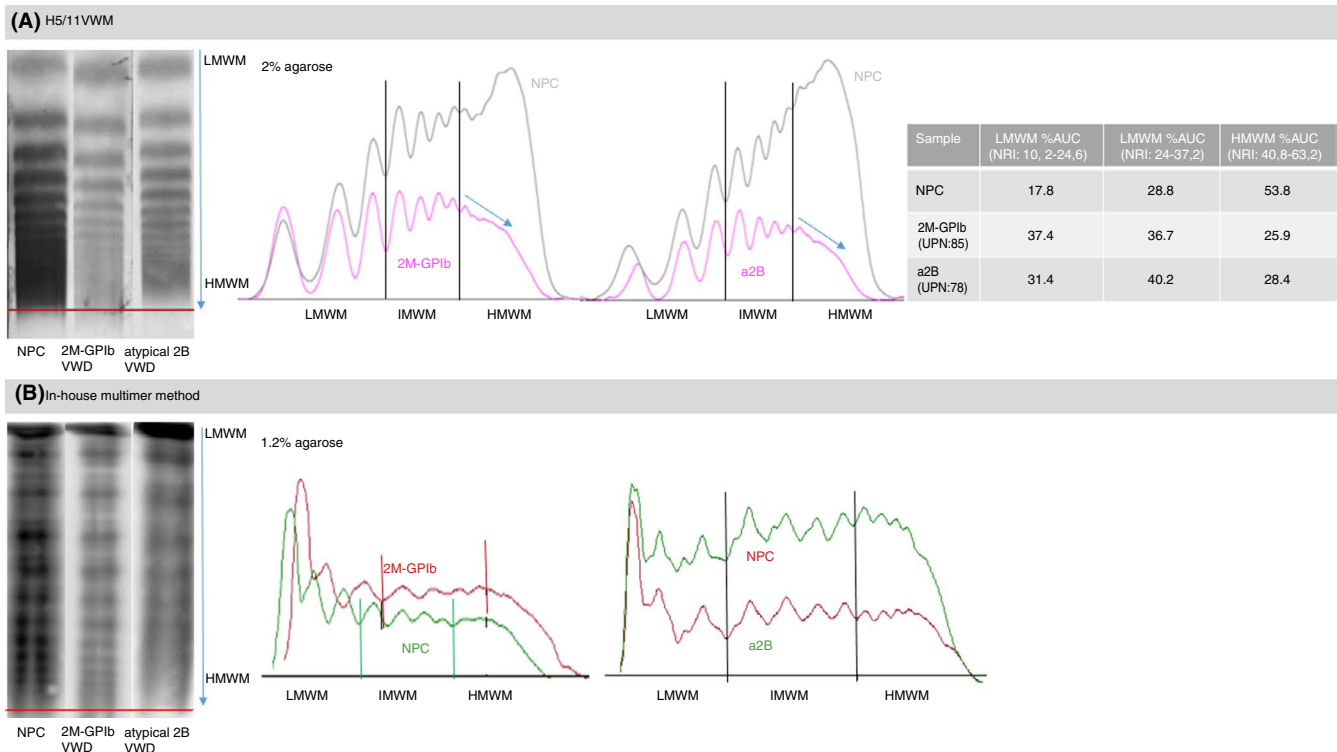 (A) H5/11VWM
LMWM
2% agarose
HMWM
NPC
2M-GPIb
VWD
atypical 2B
VWD
NPC
2M-GPIb
LMWM
IMWM
HMWM
NPC
a2B
LMWM
IMWM
HMWM
Sample
LMWM %AUC
(NRI: 10, 2-24,6)
LMWM %AUC
(NRI: 24-37,2)
HMWM %AUC
(NRI: 40,8-63,2)
NPC
17.8
28.8
53.8
2M-GPIb
(UPN:85)
37.4
36.7
25.9
a2B
(UPN:78)
31.4
40.2
28.4
(B) In-house multimer method
LMWM
1.2% agarose
HMWM
NPC
2M-GPIb
VWD
atypical 2B
VWD
2M-GPIb
NPC
LMWM
IMWM
HMWM
NPC
a2B
LMWM
IMWM
HMWM